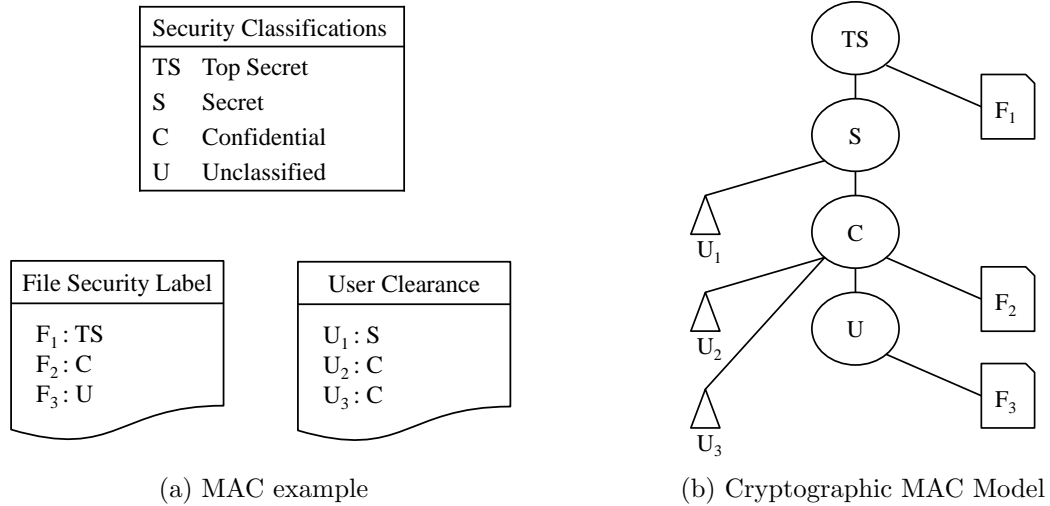 Security Classifications
TS Top Secret
S Secret
C Confidential
U Unclassified
File Security Label
F₁ : TS
F₂ : C
F₃ : U
User Clearance
U₁ : S
U₂ : C
U₃ : C
(a) MAC example
TS
F₁
S
U₁
C
U₂
F₂
U
U₃
F₃
(b) Cryptographic MAC Model